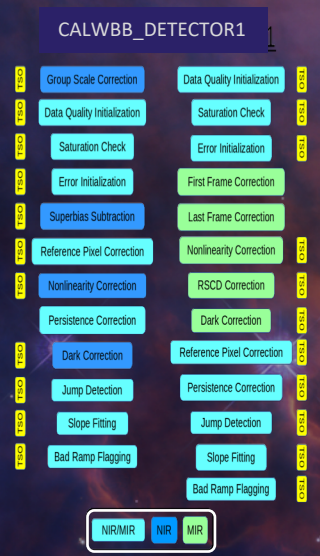 CALWBB_DETECTOR1
1
TSO Group Scale Correction
TSO Data Quality Initialization
TSO Saturation Check
TSO Error Initialization
TSO Superbias Subtraction
TSO Reference Pixel Correction
TSO Nonlinearity Correction
Persistence Correction
TSO Dark Correction
TSO Jump Detection
TSO Slope Fitting
TSO Bad Ramp Flagging
Data Quality Initialization TSO
Saturation Check TSO
Error Initialization TSO
First Frame Correction
Last Frame Correction
Nonlinearity Correction TSO
RSCD Correction TSO
Dark Correction TSO
Reference Pixel Correction TSO
Persistence Correction TSO
Jump Detection TSO
Slope Fitting TSO
Bad Ramp Flagging TSO
NIR/MIR NIR MIR